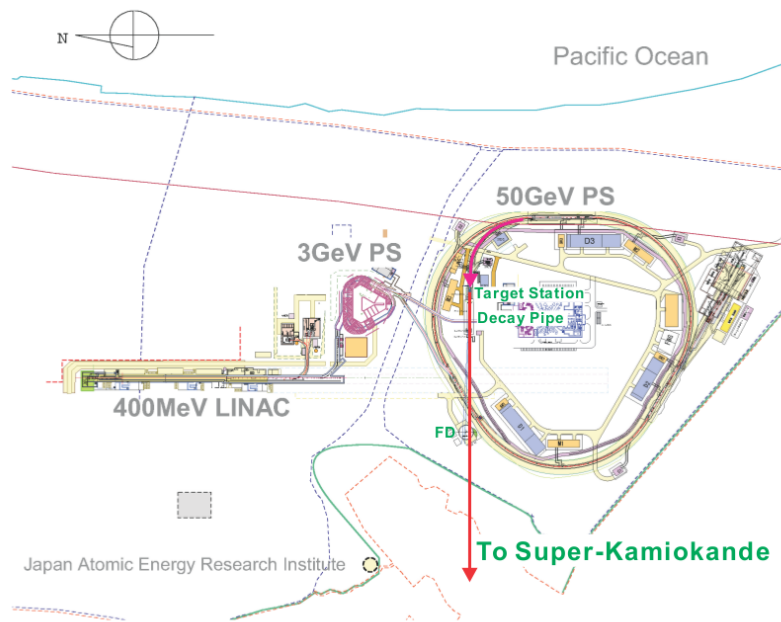 N
Pacific Ocean
50GeV PS
3GeV PS
D3
Target Station
Decay Pipe
400MeV LINAC
FD
To Super-Kamiokande
Japan Atomic Energy Research Institute